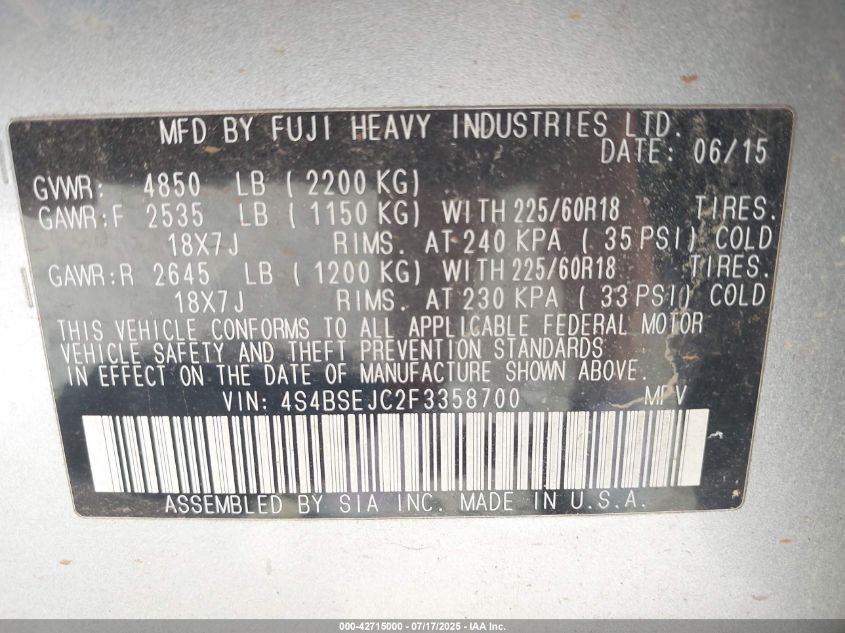 MFD BY FUJI HEAVY INDUSTRIES LTD.
DATE: 06/15
GVWR: 4850 LB ( 2200 KG)
GAWR:F 2535 LB ( 1150 KG) WITH 225/60R18 TIRES.
18X7J RIMS. AT 240 KPA ( 35 PSI) COLD
GAWR:R 2645 LB ( 1200 KG) WITH 225/60R18 TIRES.
18X7J RIMS. AT 230 KPA ( 33 PSI) COLD
THIS VEHICLE CONFORMS TO ALL APPLICABLE FEDERAL MOTOR
VEHICLE SAFETY AND THEFT PREVENTION STANDARDS
IN EFFECT ON THE DATE OF MANUFACTURE SHOWN ABOVE.
VIN: 4S4BSEJC2F3358700 MPV
ASSEMBLED BY SIA INC. MADE IN U.S.A.
000-42715000 - 07/17/2025 - IAA Inc.